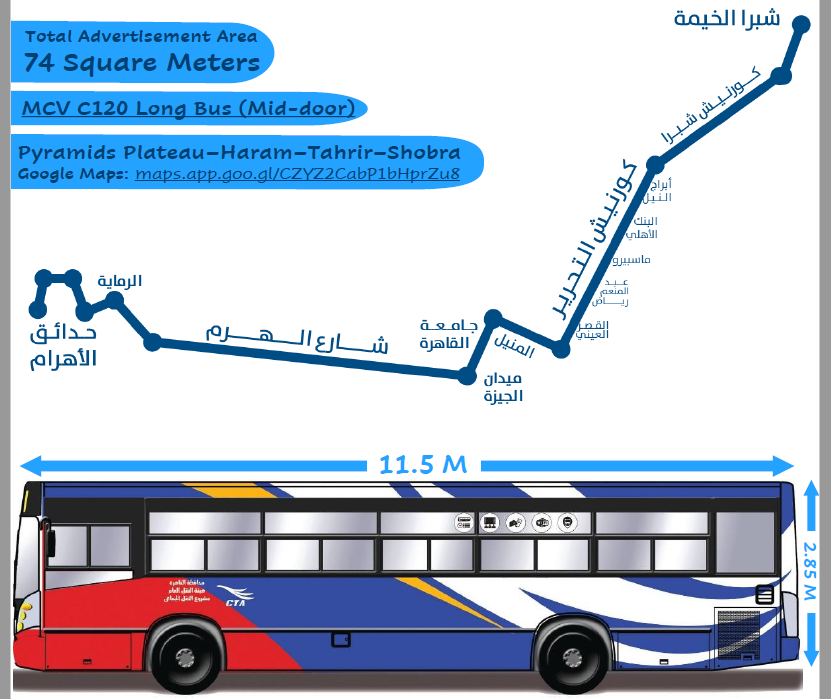 Total Advertisement Area
74 Square Meters
MCV C120 Long Bus (Mid-door)
Pyramids Plateau–Haram–Tahrir–Shobra
Google Maps: maps.app.goo.gl/CZYZ2CabP1bHprZu8
شبرا الخيمة
كورنيش شبرا
كورنيش التحرير
أبراج
النيل
البنك
الأهلي
ماسبيرو
عبد
المنعم
رياض
القصر
العيني
المنيل
جامعة
القاهرة
ميدان
الجيزة
شارع الهرم
الرماية
حدائق
الأهرام
11.5 M
2.85 M
محافظة القاهرة
هيئة النقل العام
مشروع النقل الجماعي
CTA